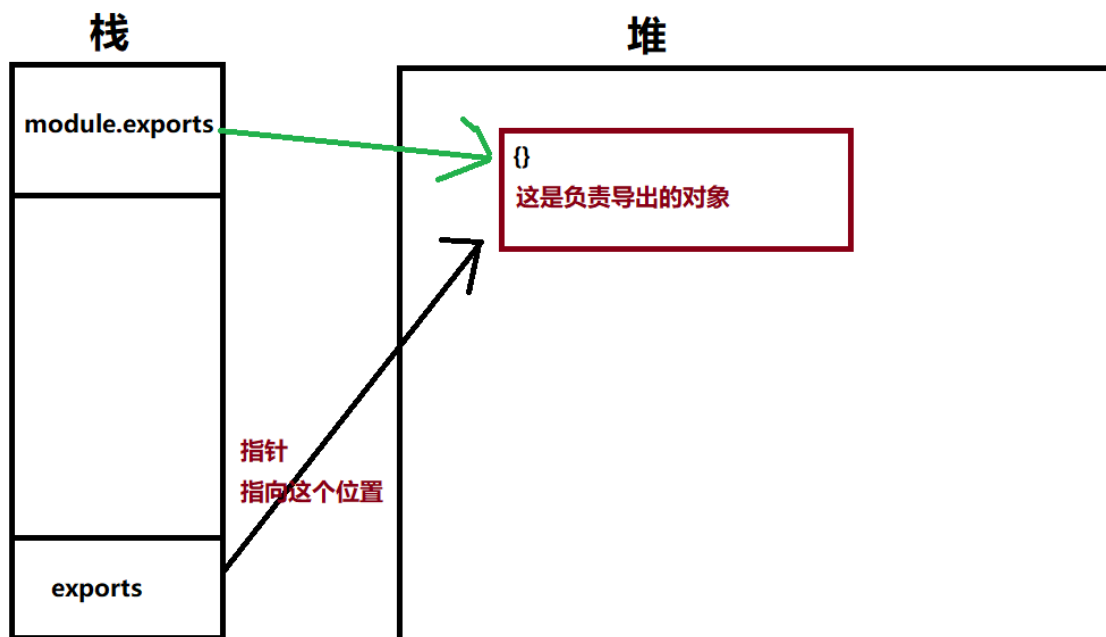 栈
堆
module.exports
{}
这是负责导出的对象
指针
指向这个位置
exports